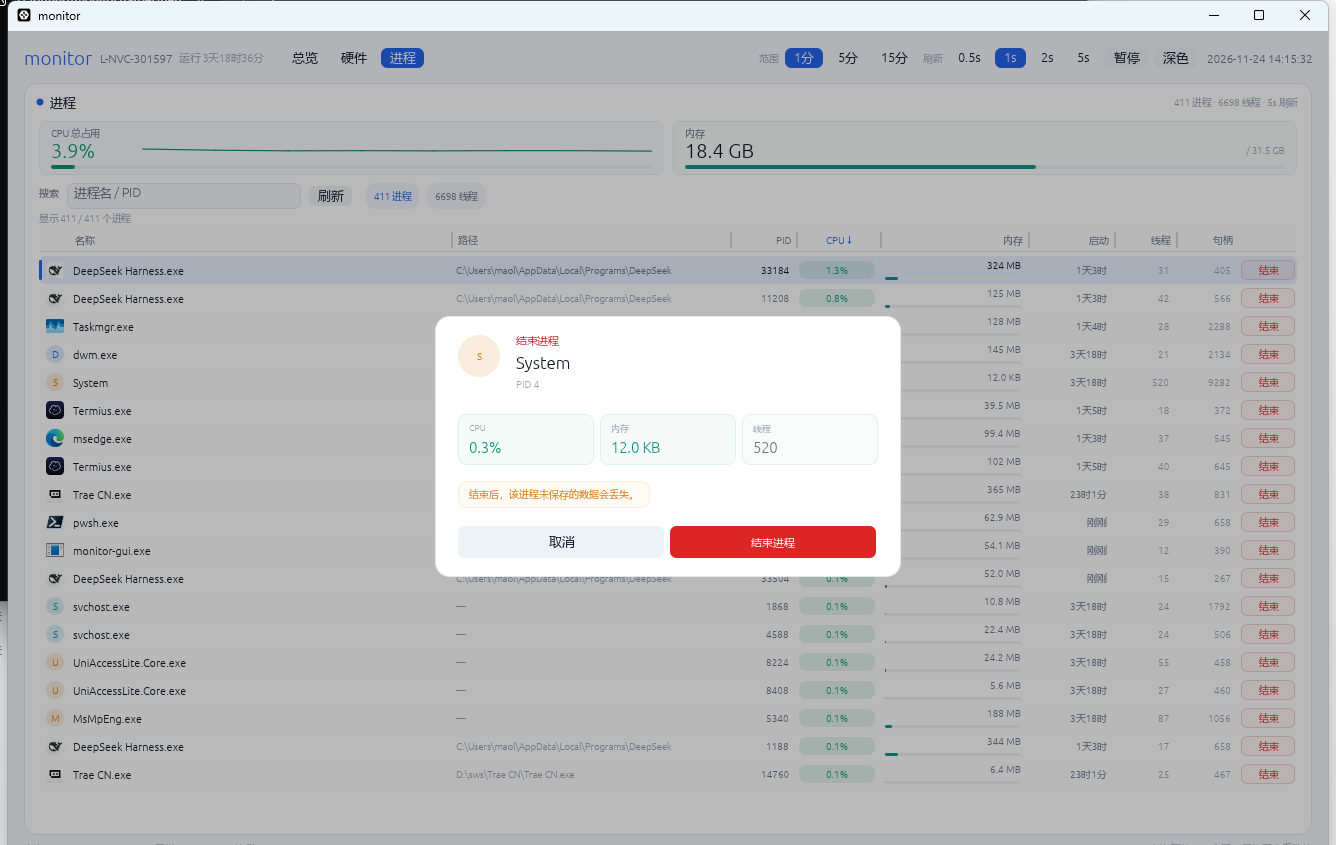 monitor
monitor L-NVC-301597 运行 3天18时36分 总览 硬件 进程 范围 1分 5分 15分 刷新 0.5s 1s 2s 5s 暂停 深色 2026-11-24 14:15:32
进程 411 进程 · 6698 线程 · 5s 刷新
CPU 总占用
3.9%
内存
18.4 GB / 31.5 GB
搜索 进程名 / PID 刷新 411 进程 6698 线程
显示 411 / 411 个进程
名称 路径 PID CPU ↓ 内存 启动 线程 句柄
DeepSeek Harness.exe C:\Users\maol\AppData\Local\Programs\DeepSeek 33184 1.3% 324 MB 1天3时 31 405 结束
DeepSeek Harness.exe C:\Users\maol\AppData\Local\Programs\DeepSeek 11208 0.8% 125 MB 1天3时 42 566 结束
Taskmgr.exe 128 MB 1天4时 28 2288 结束
D dwm.exe 145 MB 3天18时 21 2134 结束
S System 12.0 KB 3天18时 520 9282 结束
Termius.exe 39.5 MB 1天5时 18 372 结束
msedge.exe 99.4 MB 1天3时 37 545 结束
Termius.exe 102 MB 1天5时 40 645 结束
Trae CN.exe 365 MB 23时1分 38 831 结束
pwsh.exe 62.9 MB 刚刚 29 658 结束
monitor-gui.exe 54.1 MB 刚刚 12 390 结束
DeepSeek Harness.exe C:\Users\maol\AppData\Local\Programs\DeepSeek 33504 0.1% 52.0 MB 刚刚 15 267 结束
S svchost.exe — 1868 0.1% 10.8 MB 3天18时 24 1792 结束
S svchost.exe — 4588 0.1% 22.4 MB 3天18时 24 506 结束
U UniAccessLite.Core.exe — 8224 0.1% 24.2 MB 3天18时 55 458 结束
U UniAccessLite.Core.exe — 8408 0.1% 5.6 MB 3天18时 27 460 结束
M MsMpEng.exe — 5340 0.1% 188 MB 3天18时 87 1056 结束
DeepSeek Harness.exe C:\Users\maol\AppData\Local\Programs\DeepSeek 1188 0.1% 344 MB 1天3时 17 658 结束
Trae CN.exe D:\sws\Trae CN\Trae CN.exe 14760 0.1% 6.4 MB 23时1分 25 467 结束
S
结束进程
System
PID 4
CPU
0.3%
内存
12.0 KB
线程
520
结束后，该进程未保存的数据会丢失。
取消 结束进程